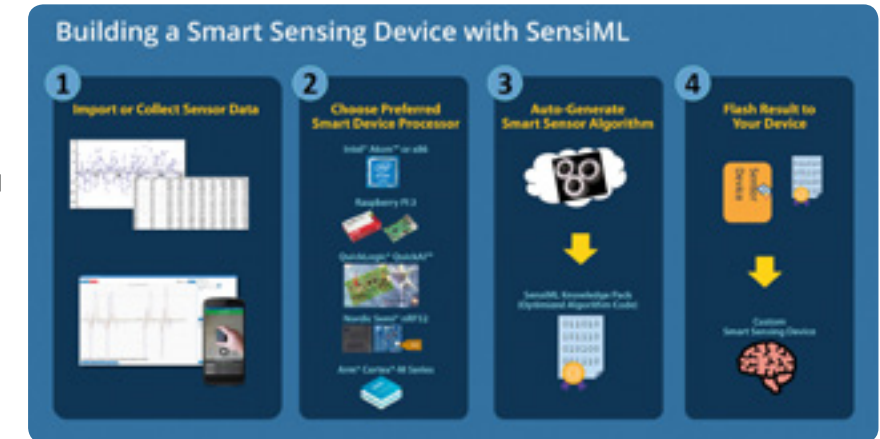 Building a Smart Sensing Device with SensiML
1
Import or Collect Sensor Data
2
Choose Preferred
Smart Device Processor
Intel® Atom™ or x86
Raspberry Pi 3
QuickLogic® QuickAI™
Nordic Semi® nRF52
Arm® Cortex®-M Series
3
Auto-Generate
Smart Sensor Algorithm
SensiML Knowledge Pack
(Optimized Algorithm Code)
4
Flash Result to
Your Device
Sensor
Device
Custom
Smart Sensing Device